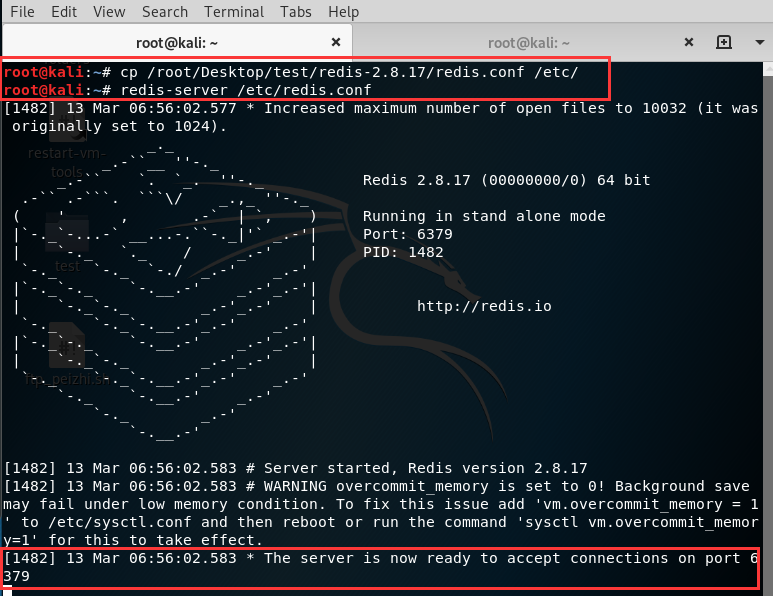 File Edit View Search Terminal Tabs Help
root@kali: ~ × root@kali: ~ ×
root@kali:~# cp /root/Desktop/test/redis-2.8.17/redis.conf /etc/
root@kali:~# redis-server /etc/redis.conf
[1482] 13 Mar 06:56:02.577 * Increased maximum number of open files to 10032 (it was
originally set to 1024).
restart-vm-
tools
Redis 2.8.17 (00000000/0) 64 bit
Running in stand alone mode
Port: 6379
PID: 1482
test
http://redis.io
ftp_peizhi.sh
[1482] 13 Mar 06:56:02.583 # Server started, Redis version 2.8.17
[1482] 13 Mar 06:56:02.583 # WARNING overcommit_memory is set to 0! Background save
may fail under low memory condition. To fix this issue add 'vm.overcommit_memory = 1
' to /etc/sysctl.conf and then reboot or run the command 'sysctl vm.overcommit_memor
y=1' for this to take effect.
[1482] 13 Mar 06:56:02.583 * The server is now ready to accept connections on port 6
379